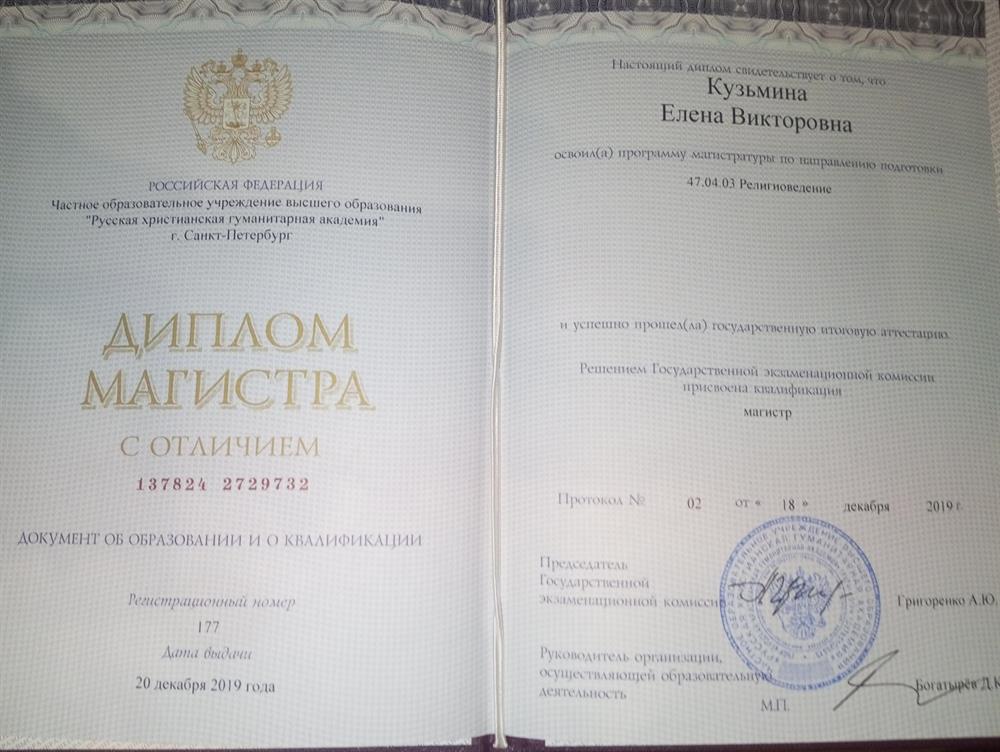 РОССИЙСКАЯ ФЕДЕРАЦИЯ
Частное образовательное учреждение высшего образования
"Русская христианская гуманитарная академия"
г. Санкт-Петербург
ДИПЛОМ
МАГИСТРА
С ОТЛИЧИЕМ
137824 2729732
ДОКУМЕНТ ОБ ОБРАЗОВАНИИ И О КВАЛИФИКАЦИИ
Регистрационный номер
177
Дата выдачи
20 декабря 2019 года
Настоящий диплом свидетельствует о том, что
Кузьмина
Елена Викторовна
освоил(а) программу магистратуры по направлению подготовки
47.04.03 Религиоведение
и успешно прошел(ла) государственную итоговую аттестацию.
Решением Государственной экзаменационной комиссии
присвоена квалификация
магистр
Протокол № 02 от « 18 » декабря 2019 г.
Председатель
Государственной
экзаменационной комиссии Григоренко А.Ю.
Руководитель организации,
осуществляющей образовательную
деятельность Богатырёв Д.К
М.П.